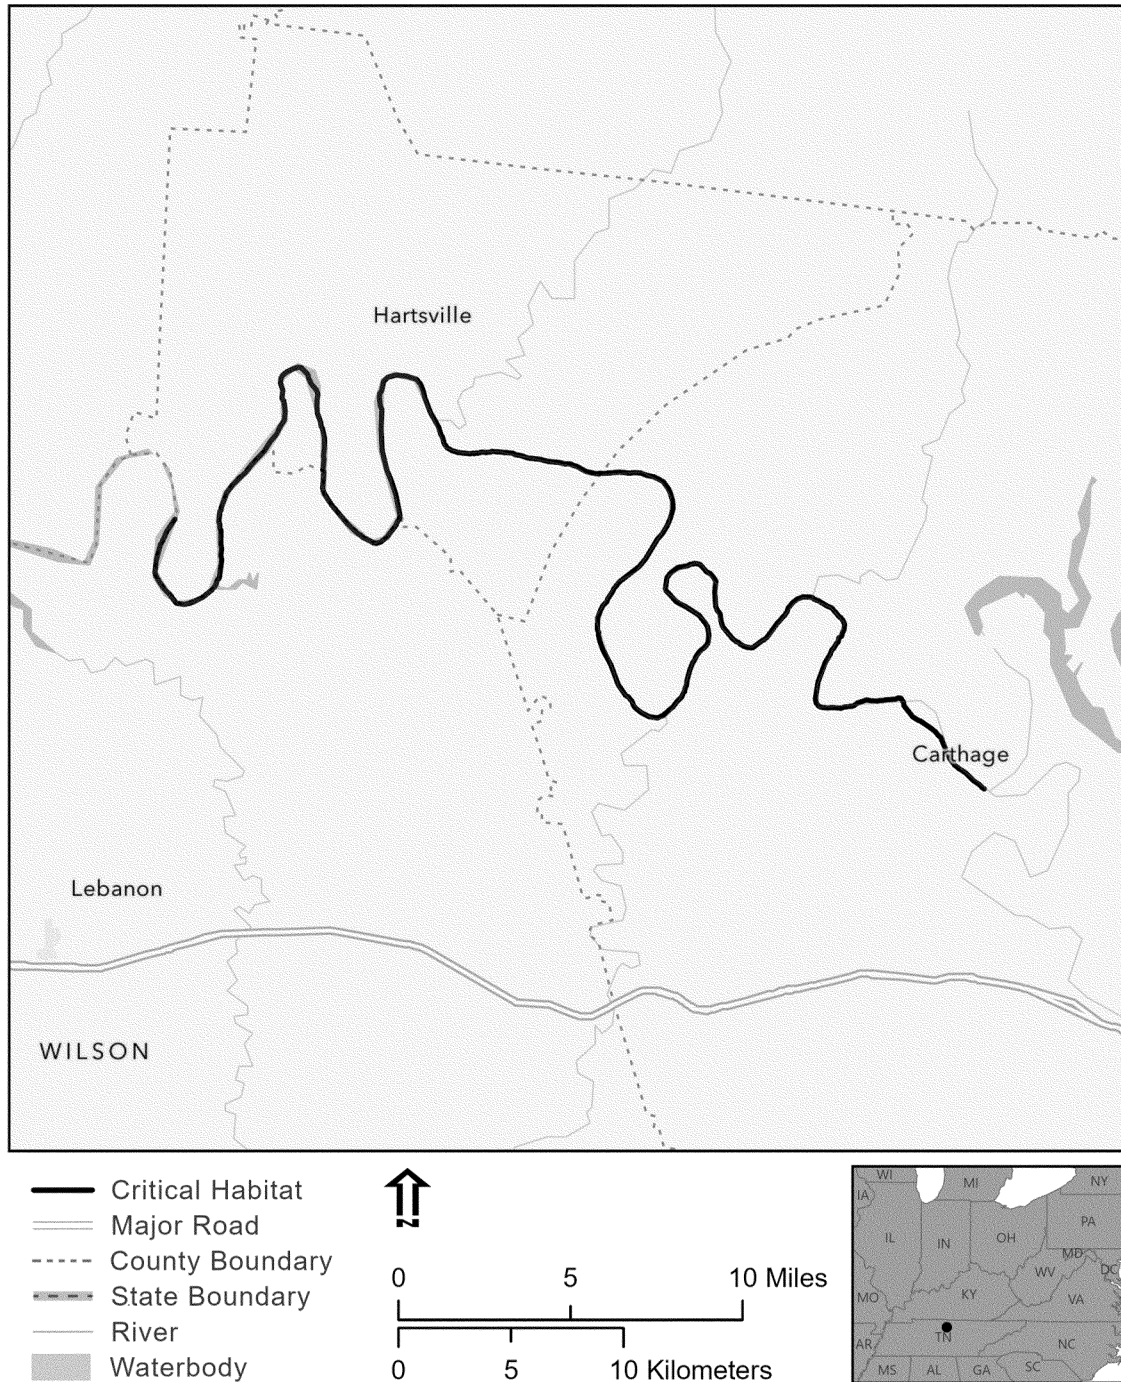 Hartsville
Carthage
Lebanon
WILSON
Critical Habitat
Major Road
County Boundary
State Boundary
River
Waterbody
N
0 5 10 Miles
0 5 10 Kilometers
WI MI NY
IA
IL IN OH PA
MD
WV DC
MO KY VA
AR TN NC
MS AL GA SC